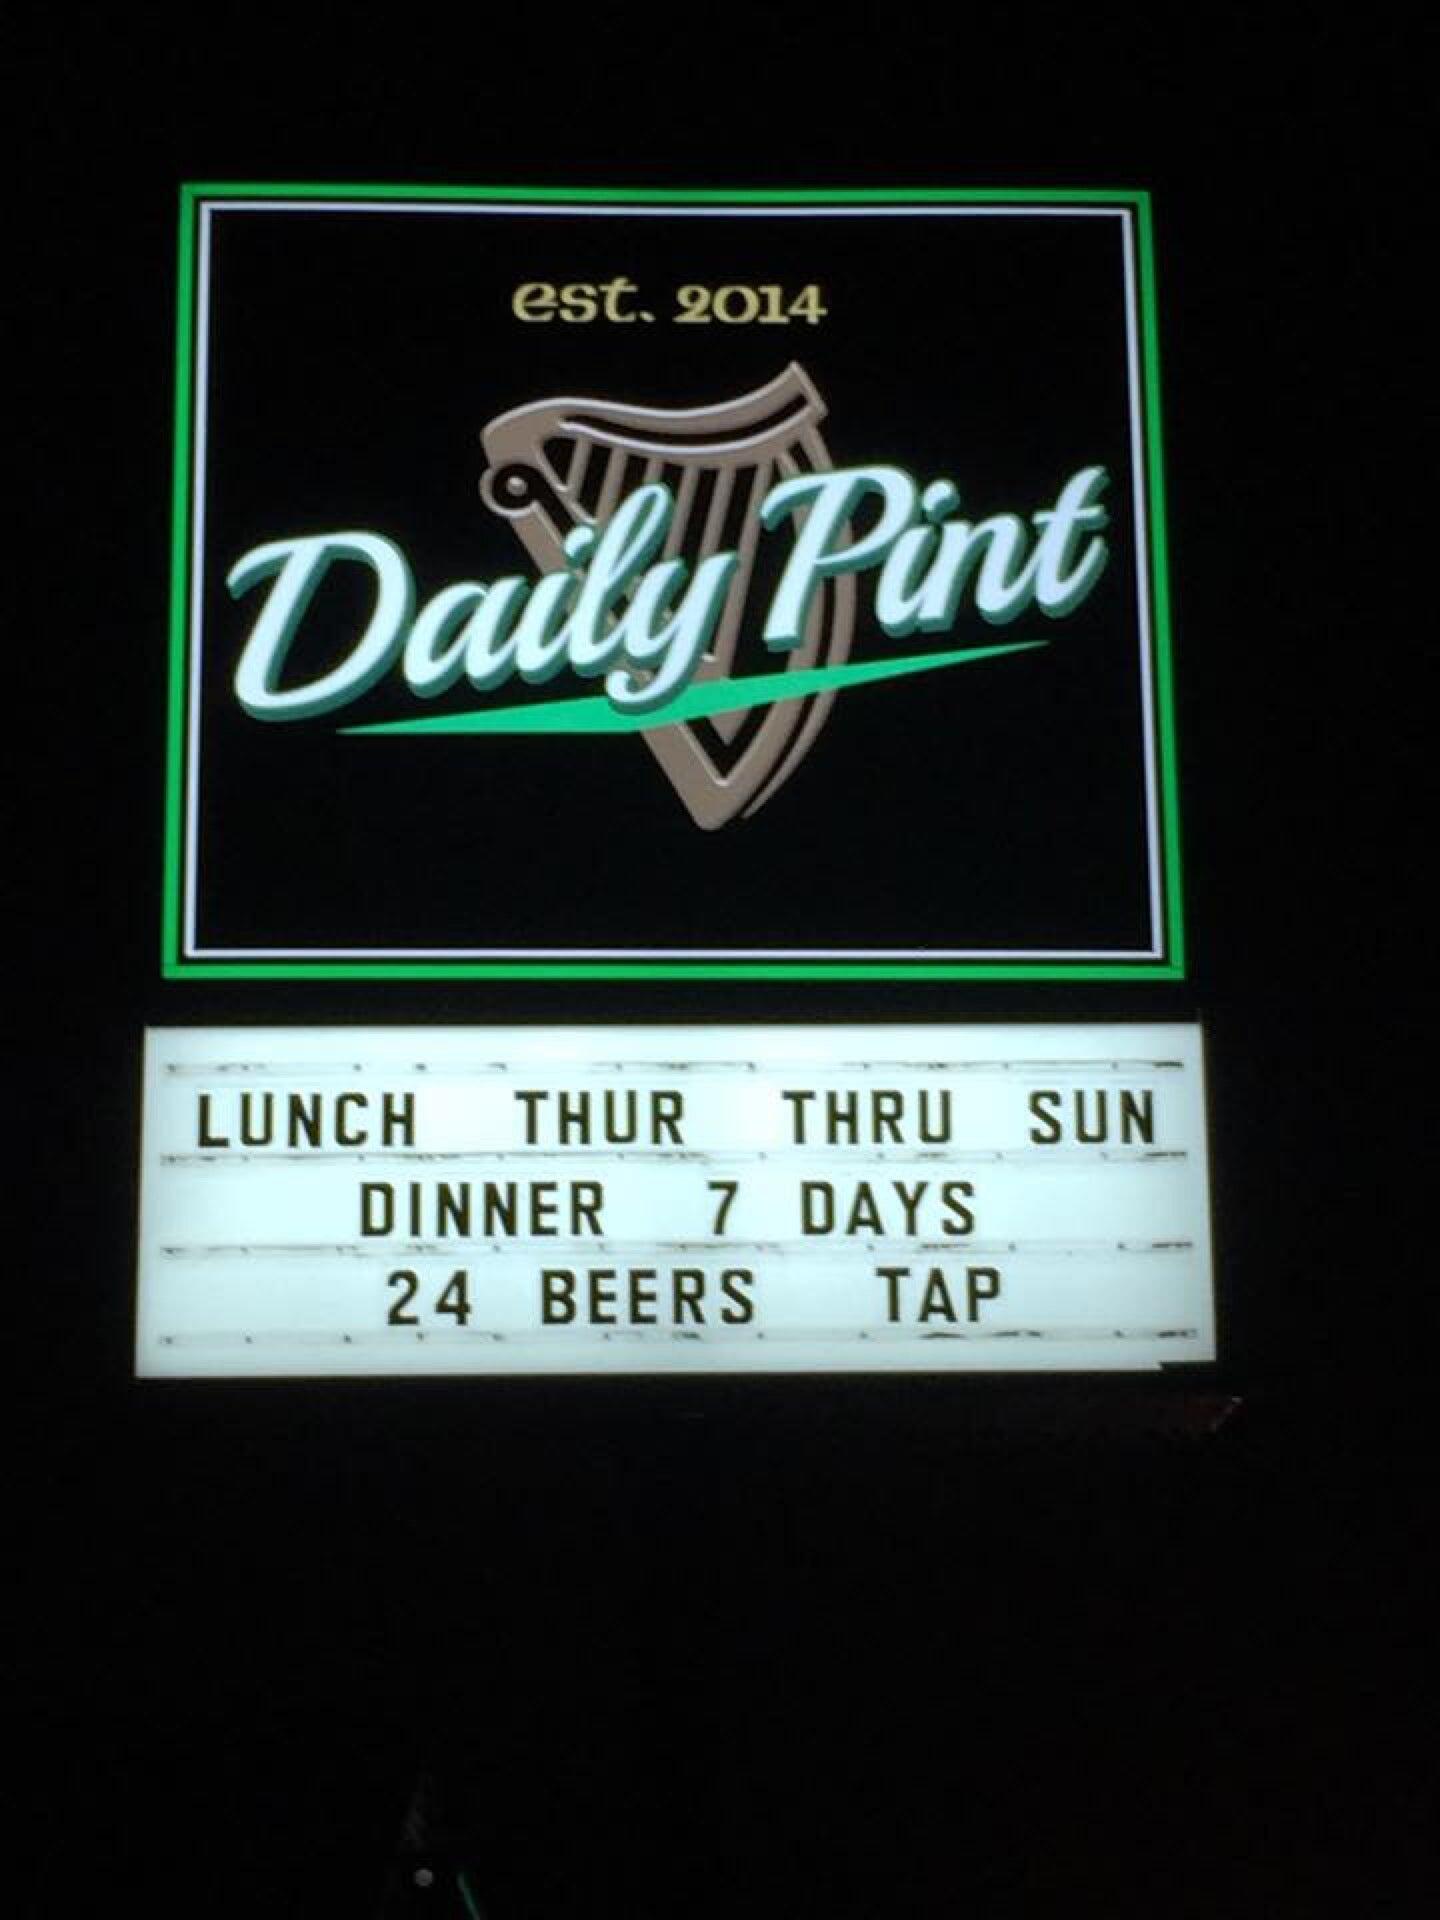 est. 2014
Daily Pint
LUNCH THUR THRU SUN
DINNER 7 DAYS
24 BEERS TAP